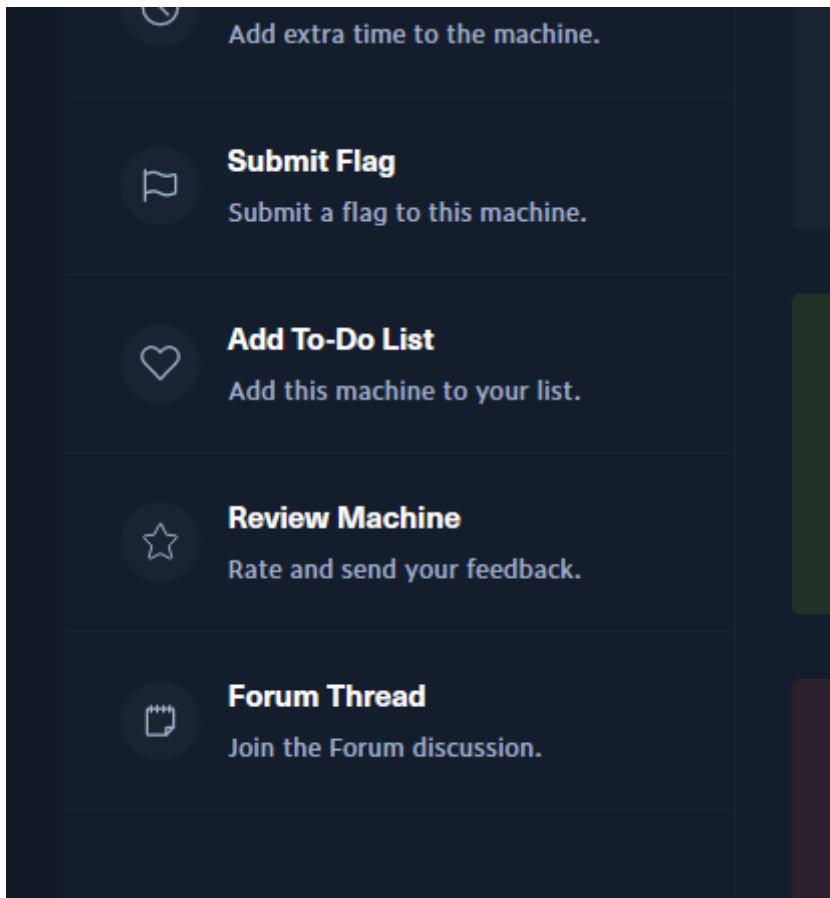 Add extra time to the machine.
Submit Flag
Submit a flag to this machine.
Add To-Do List
Add this machine to your list.
Review Machine
Rate and send your feedback.
Forum Thread
Join the Forum discussion.